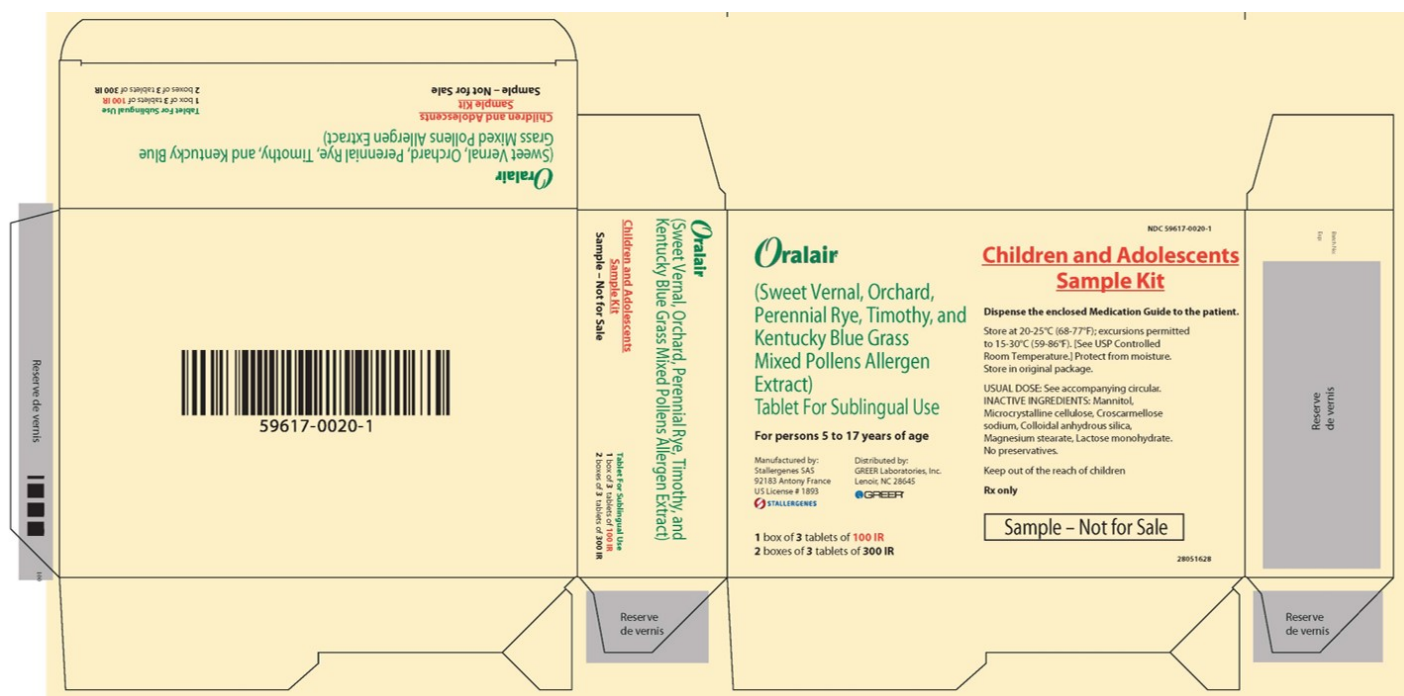 Oralair
(Sweet Vernal, Orchard, Perennial Rye, Timothy, and Kentucky Blue
Grass Mixed Pollens Allergen Extract)
Children and Adolescents
Sample Kit
Sample – Not for Sale
Tablet For Sublingual Use
1 box of 3 tablets of 100 IR
2 boxes of 3 tablets of 300 IR
Reserve de vernis
59617-0020-1
Oralair
(Sweet Vernal, Orchard, Perennial Rye, Timothy, and
Kentucky Blue Grass Mixed Pollens Allergen Extract)
Children and Adolescents
Sample Kit
Sample – Not for Sale
Tablet For Sublingual Use
1 box of 3 tablets of 100 IR
2 boxes of 3 tablets of 300 IR
Reserve
de vernis
Oralair
(Sweet Vernal, Orchard,
Perennial Rye, Timothy, and
Kentucky Blue Grass
Mixed Pollens Allergen
Extract)
Tablet For Sublingual Use
For persons 5 to 17 years of age
Manufactured by:
Stallergenes SAS
92183 Antony France
US License # 1893
STALLERGENES
Distributed by:
GREER Laboratories, Inc.
Lenoir, NC 28645
GREER
1 box of 3 tablets of 100 IR
2 boxes of 3 tablets of 300 IR
NDC 59617-0020-1
Children and Adolescents
Sample Kit
Dispense the enclosed Medication Guide to the patient.
Store at 20-25°C (68-77°F); excursions permitted
to 15-30°C (59-86°F). [See USP Controlled
Room Temperature.] Protect from moisture.
Store in original package.
USUAL DOSE: See accompanying circular.
INACTIVE INGREDIENTS: Mannitol,
Microcrystalline cellulose, Croscarmellose
sodium, Colloidal anhydrous silica,
Magnesium stearate, Lactose monohydrate.
No preservatives.
Keep out of the reach of children
Rx only
Sample – Not for Sale
28051628
Batch No:
Exp:
Reserve
de vernis
Reserve
de vernis